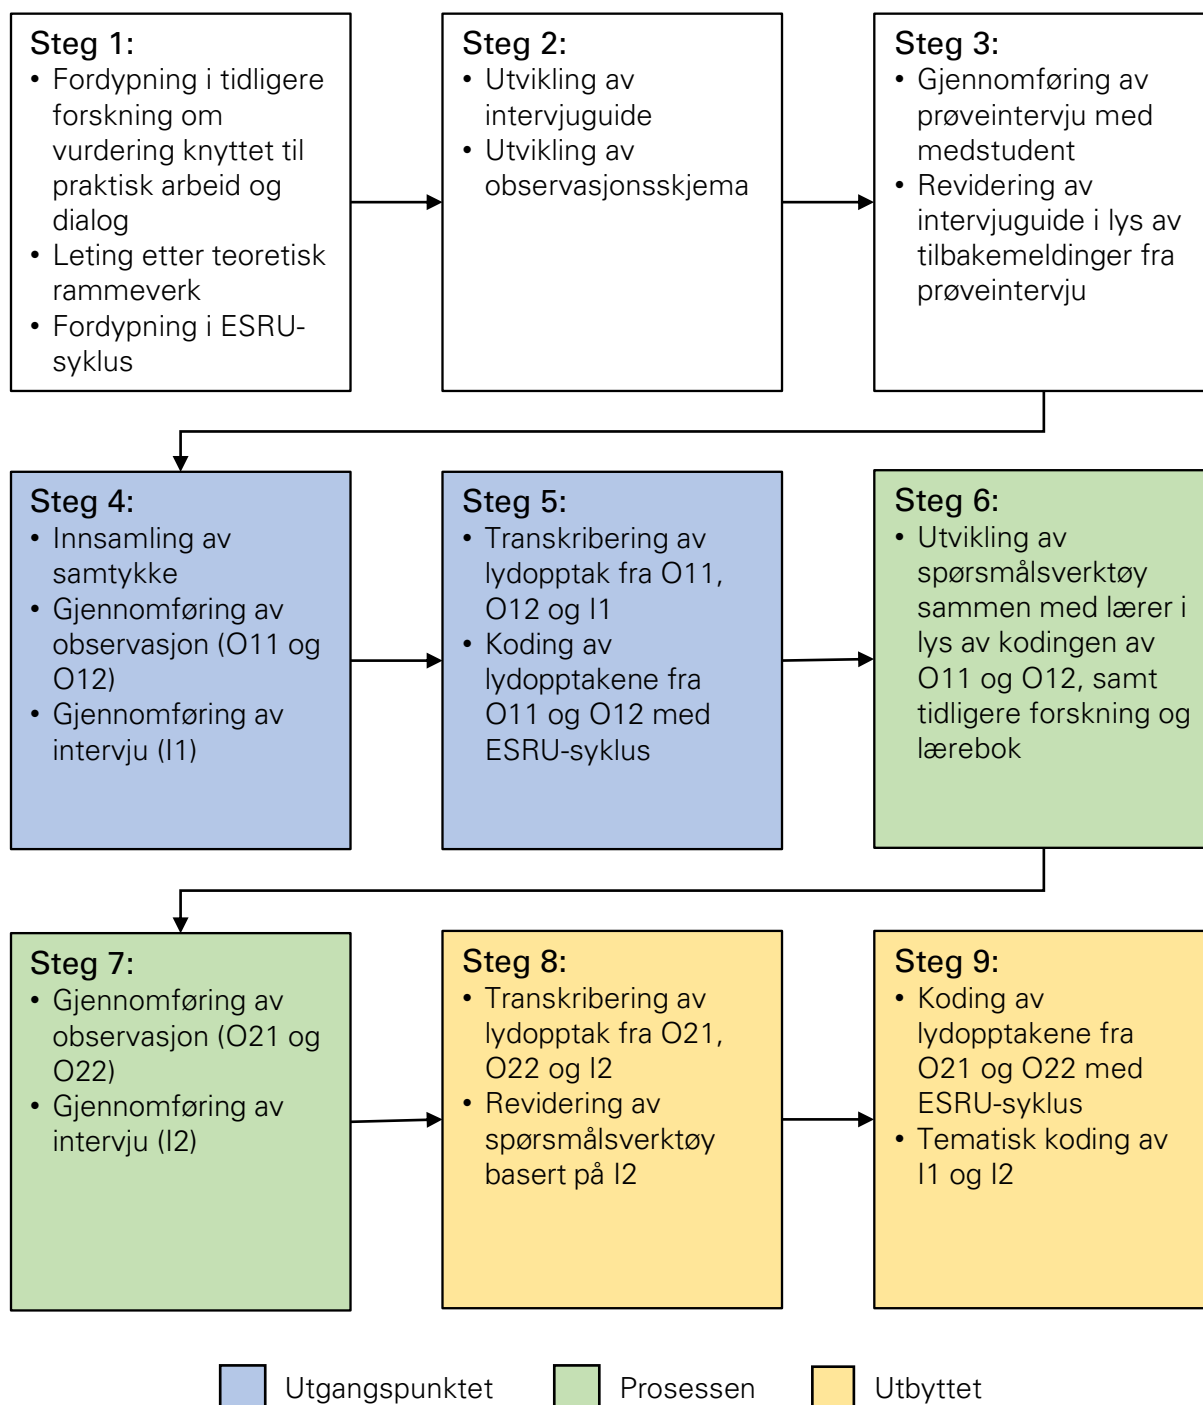 Steg 1:
• Fordypning i tidligere
forskning om
vurdering knyttet til
praktisk arbeid og
dialog
• Leting etter teoretisk
rammeverk
• Fordypning i ESRU-
syklus
Steg 2:
• Utvikling av
intervjuguide
• Utvikling av
observasjonsskjema
Steg 3:
• Gjennomføring av
prøveintervju med
medstudent
• Revidering av
intervjuguide i lys av
tilbakemeldinger fra
prøveintervju
Steg 4:
• Innsamling av
samtykke
• Gjennomføring av
observasjon (O11 og
O12)
• Gjennomføring av
intervju (I1)
Steg 5:
• Transkribering av
lydopptak fra O11,
O12 og I1
• Koding av
lydopptakene fra
O11 og O12 med
ESRU-syklus
Steg 6:
• Utvikling av
spørsmålsverktøy
sammen med lærer i
lys av kodingen av
O11 og O12, samt
tidligere forskning og
lærebok
Steg 7:
• Gjennomføring av
observasjon (O21 og
O22)
• Gjennomføring av
intervju (I2)
Steg 8:
• Transkribering av
lydopptak fra O21,
O22 og I2
• Revidering av
spørsmålsverktøy
basert på I2
Steg 9:
• Koding av
lydopptakene fra
O21 og O22 med
ESRU-syklus
• Tematisk koding av
I1 og I2
Utgangspunktet
Prosessen
Utbyttet